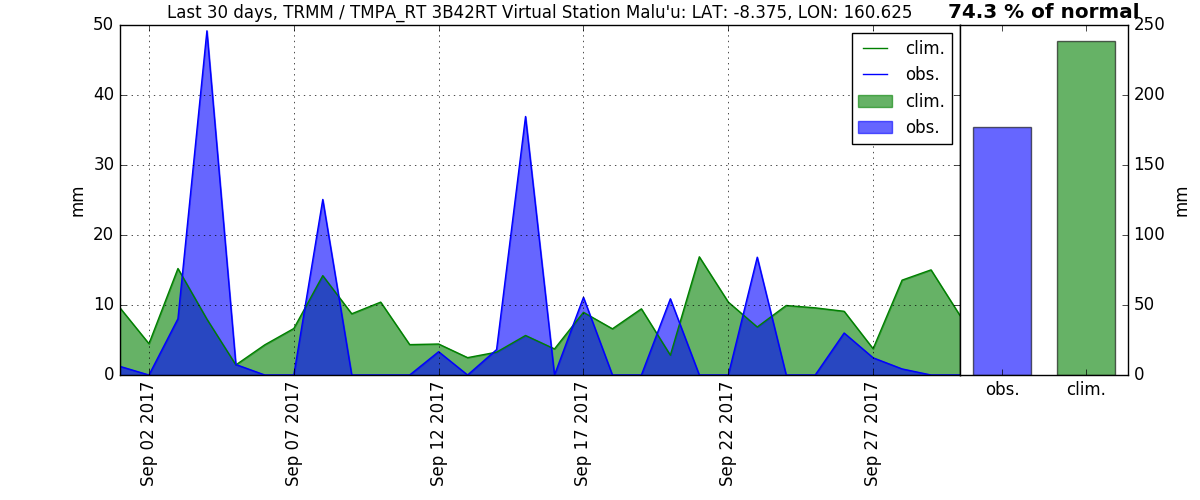 Last 30 days, TRMM / TMPA_RT 3B42RT Virtual Station Malu'u: LAT: -8.375, LON: 160.625
74.3 % of normal
50
40
30
20
10
0
mm
clim.
obs.
clim.
obs.
250
200
150
100
50
0
mm
Sep 02 2017
Sep 07 2017
Sep 12 2017
Sep 17 2017
Sep 22 2017
Sep 27 2017
obs.
clim.